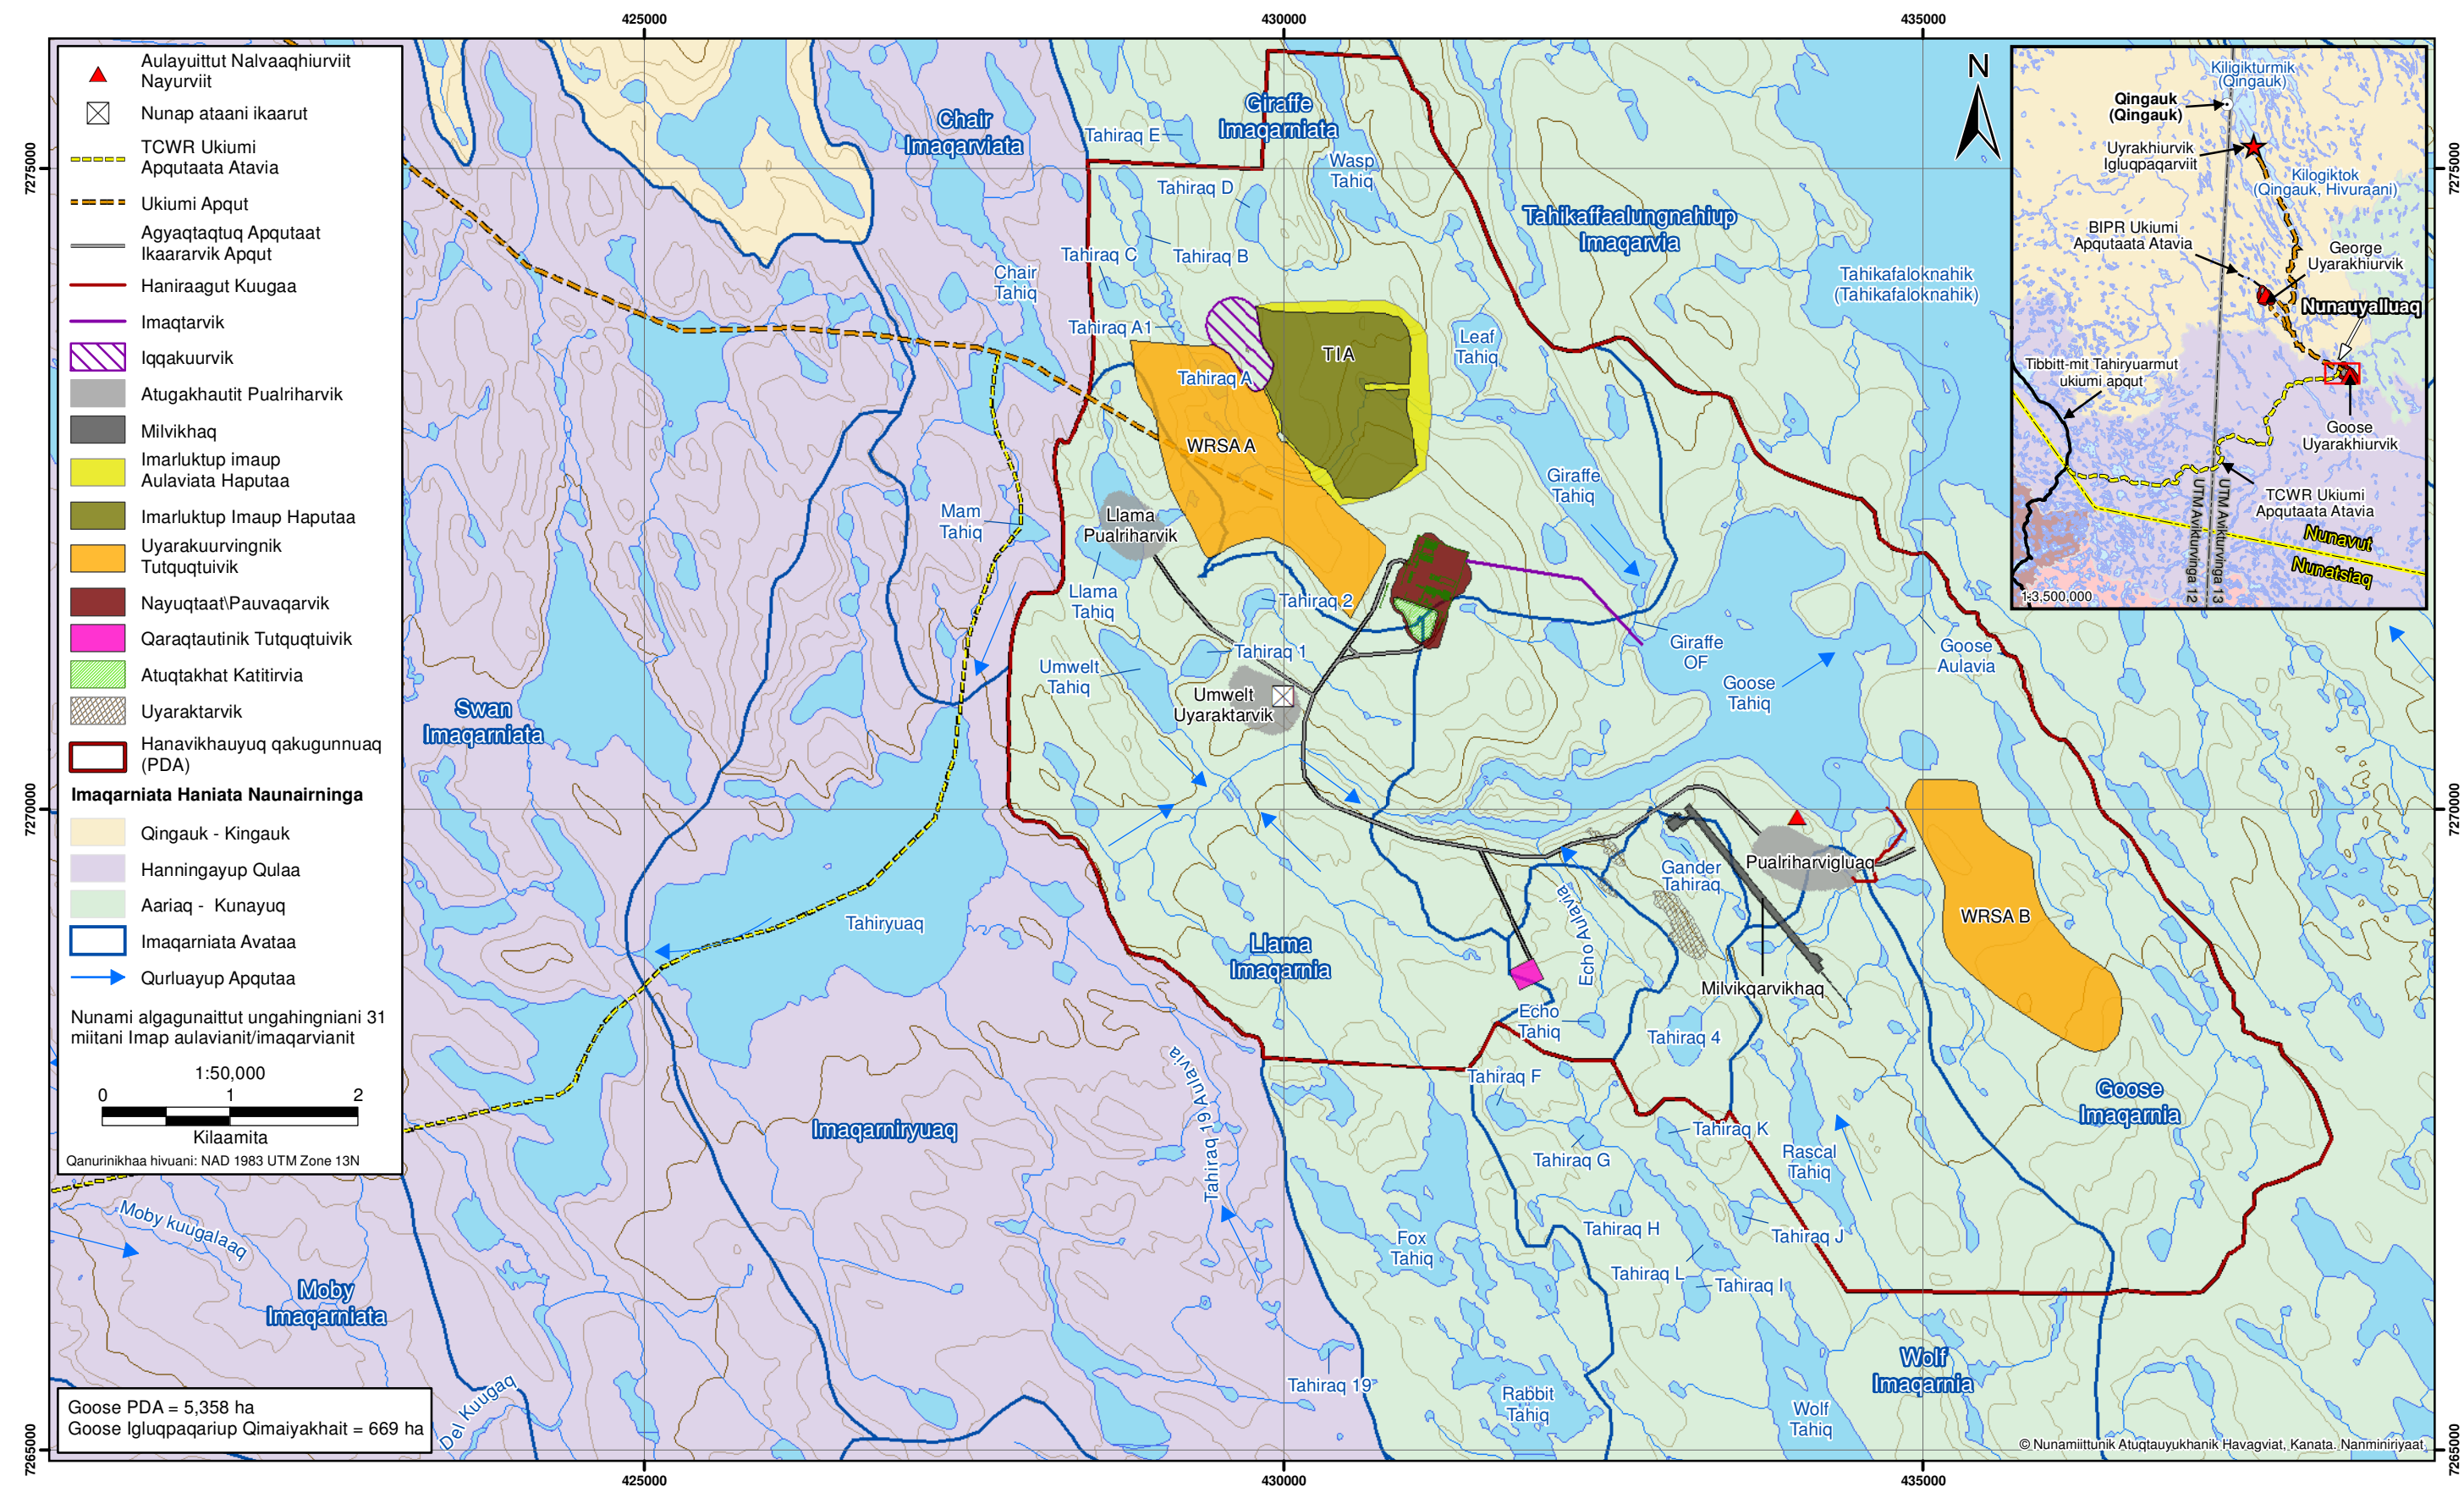 425000
430000
435000
7275000
7270000
7265000
7275000
7270000
7265000
425000
430000
435000
Aulayuittut Nalvaaqhiurviit
Nayurviit
Nunap ataani ikaarut
TCWR Ukiumi
Apqutaata Atavia
Ukiumi Apqut
Agyaqtaqtuq Apqutaat
Ikaararvik Apqut
Haniraagut Kuugaa
Imaqtarvik
Iqqakuurvik
Atugakhautit Pualriharvik
Milvikhaq
Imarluktup imaup
Aulaviata Haputaa
Imarluktup Imaup Haputaa
Uyarakuurvingnik
Tutquqtuivik
Nayuqtaat\Pauvaqarvik
Qaraqtautinik Tutquqtuivik
Atuqtakhat Katitirvia
Uyaraktarvik
Hanavikhauyuq qakugunnuaq
(PDA)
Imaqarniata Haniata Naunairninga
Qingauk - Kingauk
Hanningayup Qulaa
Aariaq - Kunayuq
Imaqarniata Avataa
Qurluayup Apqutaa
Nunami algagunaittut ungahingniani 31
miitani Imap aulavianit/imaqarvianit
1:50,000
0 1 2
Kilaamita
Qanurinikhaa hivuani: NAD 1983 UTM Zone 13N
Goose PDA = 5,358 ha
Goose Igluqpaqariup Qimaiyakhait = 669 ha
Chair
Imaqarviata
Giraffe
Imaqarniata
Tahiraq E
Wasp
Tahiq
Tahiraq D
Tahiraq C
Tahiraq B
Tahikaffaalungnahiup
Imaqarvia
Tahikafaloknahik
(Tahikafaloknahik)
Chair
Tahiq
Tahiraq A1
Leaf
Tahiq
TIA
Tahiraq A
WRSA A
Giraffe
Tahiq
Mam
Tahiq
Llama
Pualriharvik
Llama
Tahiq
Tahiraq 2
Tahiraq 1
Umwelt
Tahiq
Umwelt
Uyaraktarvik
Giraffe
OF
Goose
Tahiq
Goose
Aulavia
Swan
Imaqarniata
Tahiryuaq
Gander
Tahiraq
Pualriharvigluaq
WRSA B
Echo Aulavia
Llama
Imaqarnia
Milvikqarvikhaq
Echo
Tahiq
Tahiraq 4
Tahiraq F
Goose
Imaqarnia
Imaqarniryuaq
Tahiraq 19 Aulavia
Tahiraq K
Tahiraq G
Rascal
Tahiq
Moby kuugalaaq
Moby
Imaqarniata
Fox
Tahiq
Tahiraq H
Tahiraq J
Tahiraq L
Tahiraq I
Wolf
Imaqarnia
Tahiraq 19
Rabbit
Tahiq
Wolf
Tahiq
Del Kuugaq
N
Kiligikturmik
(Qingauk)
Qingauk
(Qingauk)
Uyrakhiurvik
Igluqpaqarviit
Kilogiktok
(Qingauk, Hivuraani)
BIPR Ukiumi
Apqutaata Atavia
George
Uyarakhiurvik
Nunauyalluaq
Tibbitt-mit Tahiryuarmut
ukiumi apqut
Goose
Uyarakhiurvik
TCWR Ukiumi
Apqutaata Atavia
UTM Avikturvinga 12
UTM Avikturvinga 13
Nunavut
Nunatsiaq
1:3,500,000
© Nunamiittunik Atuqtauyukhanik Havagviat, Kanata. Nanminiriyaat.